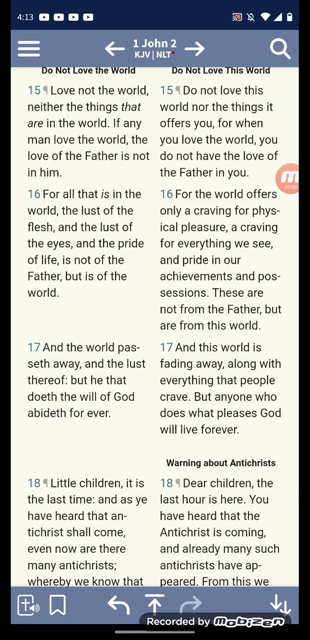 4:13
1 John 2
KJV | NLT*
Do Not Love the World
15 ¶ Love not the world,
neither the things that
are in the world. If any
man love the world, the
love of the Father is not
in him.
16 For all that is in the
world, the lust of the
flesh, and the lust of
the eyes, and the pride
of life, is not of the
Father, but is of the
world.
17 And the world pas-
seth away, and the lust
thereof: but he that
doeth the will of God
abideth for ever.
18 ¶ Little children, it is
the last time: and as ye
have heard that an-
tichrist shall come,
even now are there
many antichrists;
whereby we know that
Do Not Love This World
15 ¶ Do not love this
world nor the things it
offers you, for when
you love the world, you
do not have the love of
the Father in you.
16 For the world offers
only a craving for phys-
ical pleasure, a craving
for everything we see,
and pride in our
achievements and pos-
sessions. These are
not from the Father, but
are from this world.
17 And this world is
fading away, along with
everything that people
crave. But anyone who
does what pleases God
will live forever.
Warning about Antichrists
18 ¶ Dear children, the
last hour is here. You
have heard that the
Antichrist is coming,
and already many such
antichrists have ap-
peared. From this we
Recorded by Mobizen